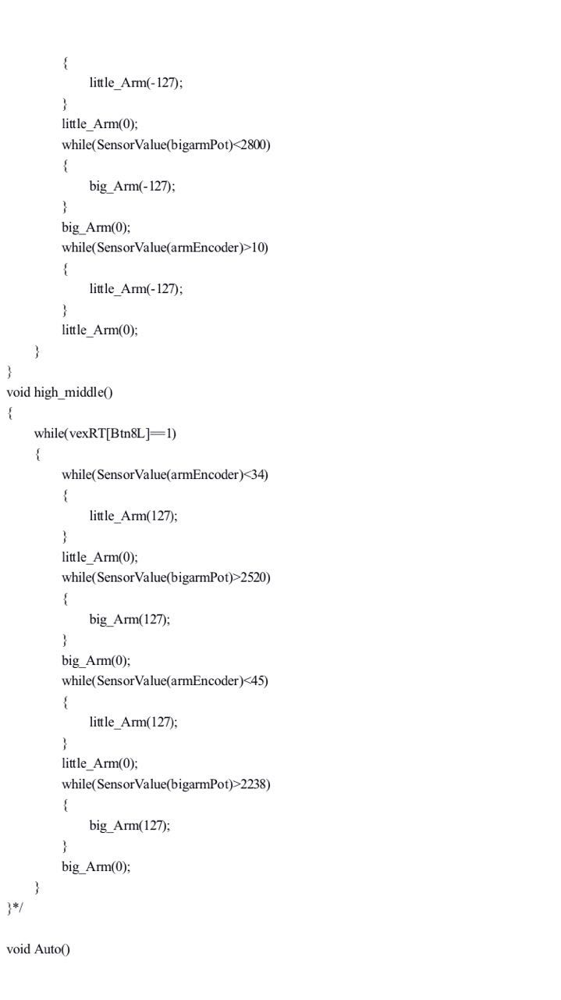 {
little_Arm(-127);
}
little_Arm(0);
while(SensorValue(bigarmPot)<2800)
{
big_Arm(-127);
}
big_Arm(0);
while(SensorValue(armEncoder)>10)
{
little_Arm(-127);
}
little_Arm(0);
}
}
void high_middle()
{
while(vexRT[Btn8L]==1)
{
while(SensorValue(armEncoder)<34)
{
little_Arm(127);
}
little_Arm(0);
while(SensorValue(bigarmPot)>2520)
{
big_Arm(127);
}
big_Arm(0);
while(SensorValue(armEncoder)<45)
{
little_Arm(127);
}
little_Arm(0);
while(SensorValue(bigarmPot)>2238)
{
big_Arm(127);
}
big_Arm(0);
}
}*/
void Auto()